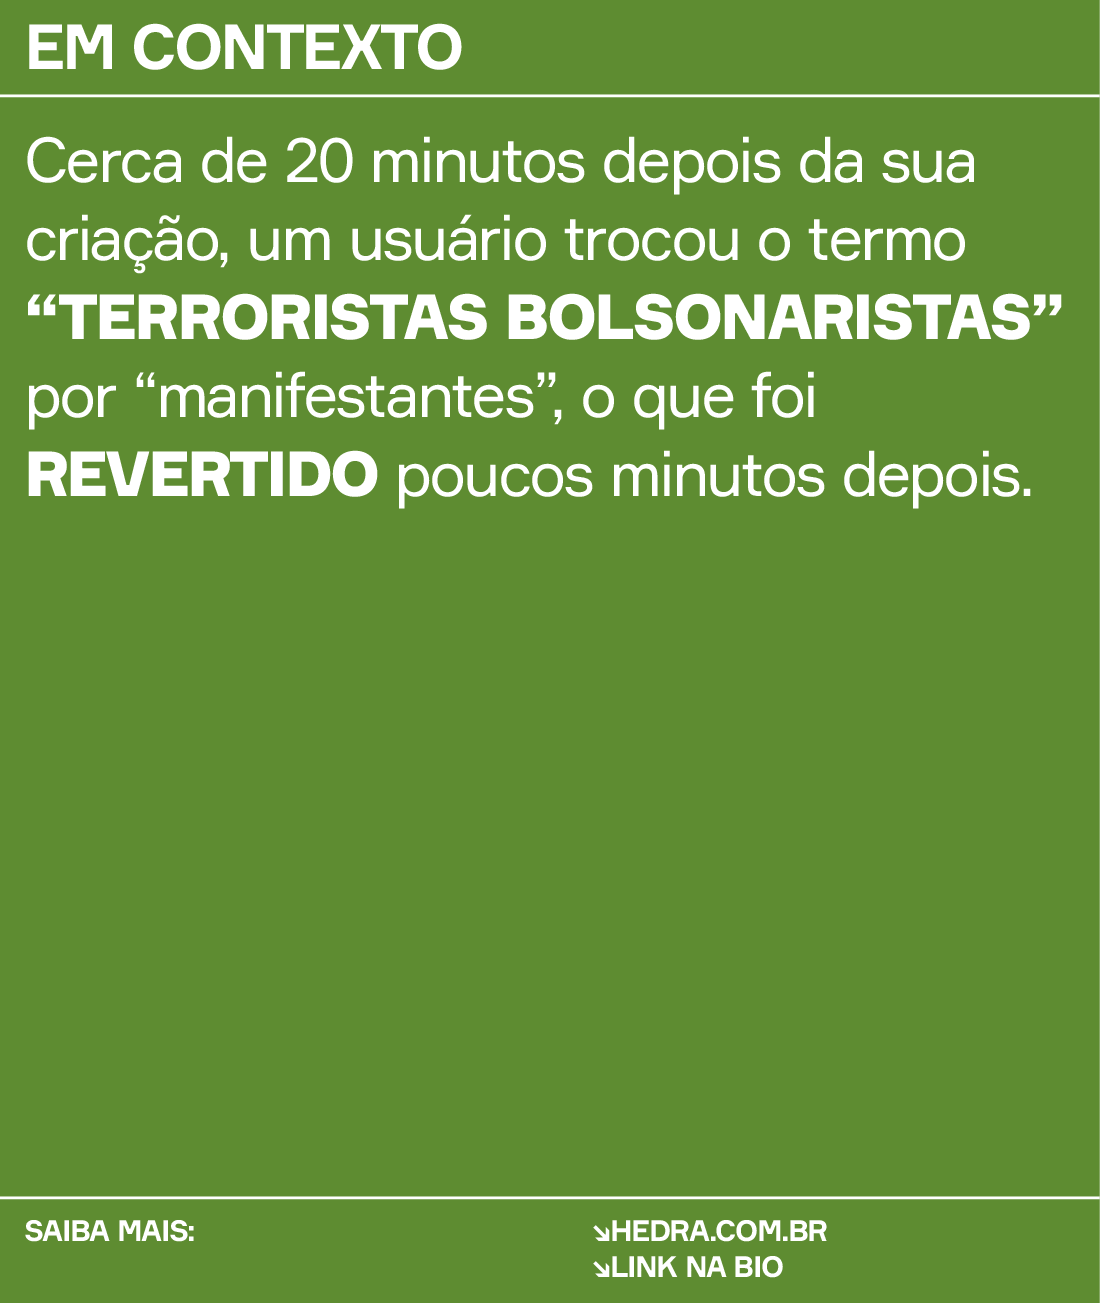 EM CONTEXTO
Cerca de 20 minutos depois da sua
criação, um usuário trocou o termo
“TERRORISTAS BOLSONARISTAS”
por “manifestantes”, o que foi
REVERTIDO poucos minutos depois.
SAIBA MAIS:
↘HEDRA.COM.BR
↘LINK NA BIO